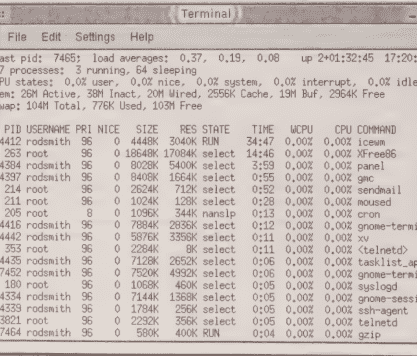 Terminal
File Edit Settings Help
ast pid: 7465; load averages: 0,37, 0,19, 0,08 up 2+01:32:45 17:20:
7 processes: 3 running, 64 sleeping
PU states: 0,0% user, 0,0% nice, 0,0% system, 0,0% interrupt, 0,0% idle
em: 26M Active, 38M Inact, 20M Wired, 2556K Cache, 19M Buf, 2964K Free
wap: 104M Total, 776K Used, 103M Free
PID USERNAME PRI NICE SIZE RES STATE TIME WCPU CPU COMMAND
4412 rodsmith 96 0 4448K 3040K RUN 34:47 0,00% 0,00% icewm
263 root 96 0 18648K 17084K select 14:46 0,00% 0,00% XFree86
4384 rodsmith 96 0 8028K 5400K select 3:59 0,00% 0,00% panel
4397 rodsmith 96 0 8408K 1664K select 0:55 0,00% 0,00% gmc
214 root 96 0 2624K 712K select 0:52 0,00% 0,00% sendmail
211 root 96 0 1024K 128K select 0:28 0,00% 0,00% moused
205 root 8 0 1096K 344K nanslp 0:13 0,00% 0,00% cron
4416 rodsmith 96 0 7884K 2836K select 0:12 0,00% 0,00% gnome-termi
4442 rodsmith 96 0 5876K 3356K select 0:11 0,00% 0,00% xv
353 root 96 0 2284K 8K select 0:11 0,00% 0,00% <telnetd>
4435 rodsmith 96 0 7128K 2652K select 0:06 0,00% 0,00% tasklist_ap
7452 rodsmith 96 0 7520K 4992K select 0:06 0,00% 0,00% gnome-termi
180 root 96 0 1068K 460K select 0:05 0,00% 0,00% syslogd
4334 rodsmith 96 0 7144K 1368K select 0:05 0,00% 0,00% gnome-sessi
4339 rodsmith 96 0 1784K 256K select 0:05 0,00% 0,00% ssh-agent
3821 root 96 0 2292K 356K select 0:05 0,00% 0,00% telnetd
7464 rodsmith 96 0 580K 400K RUN 0:04 0,00% 0,00% gzip